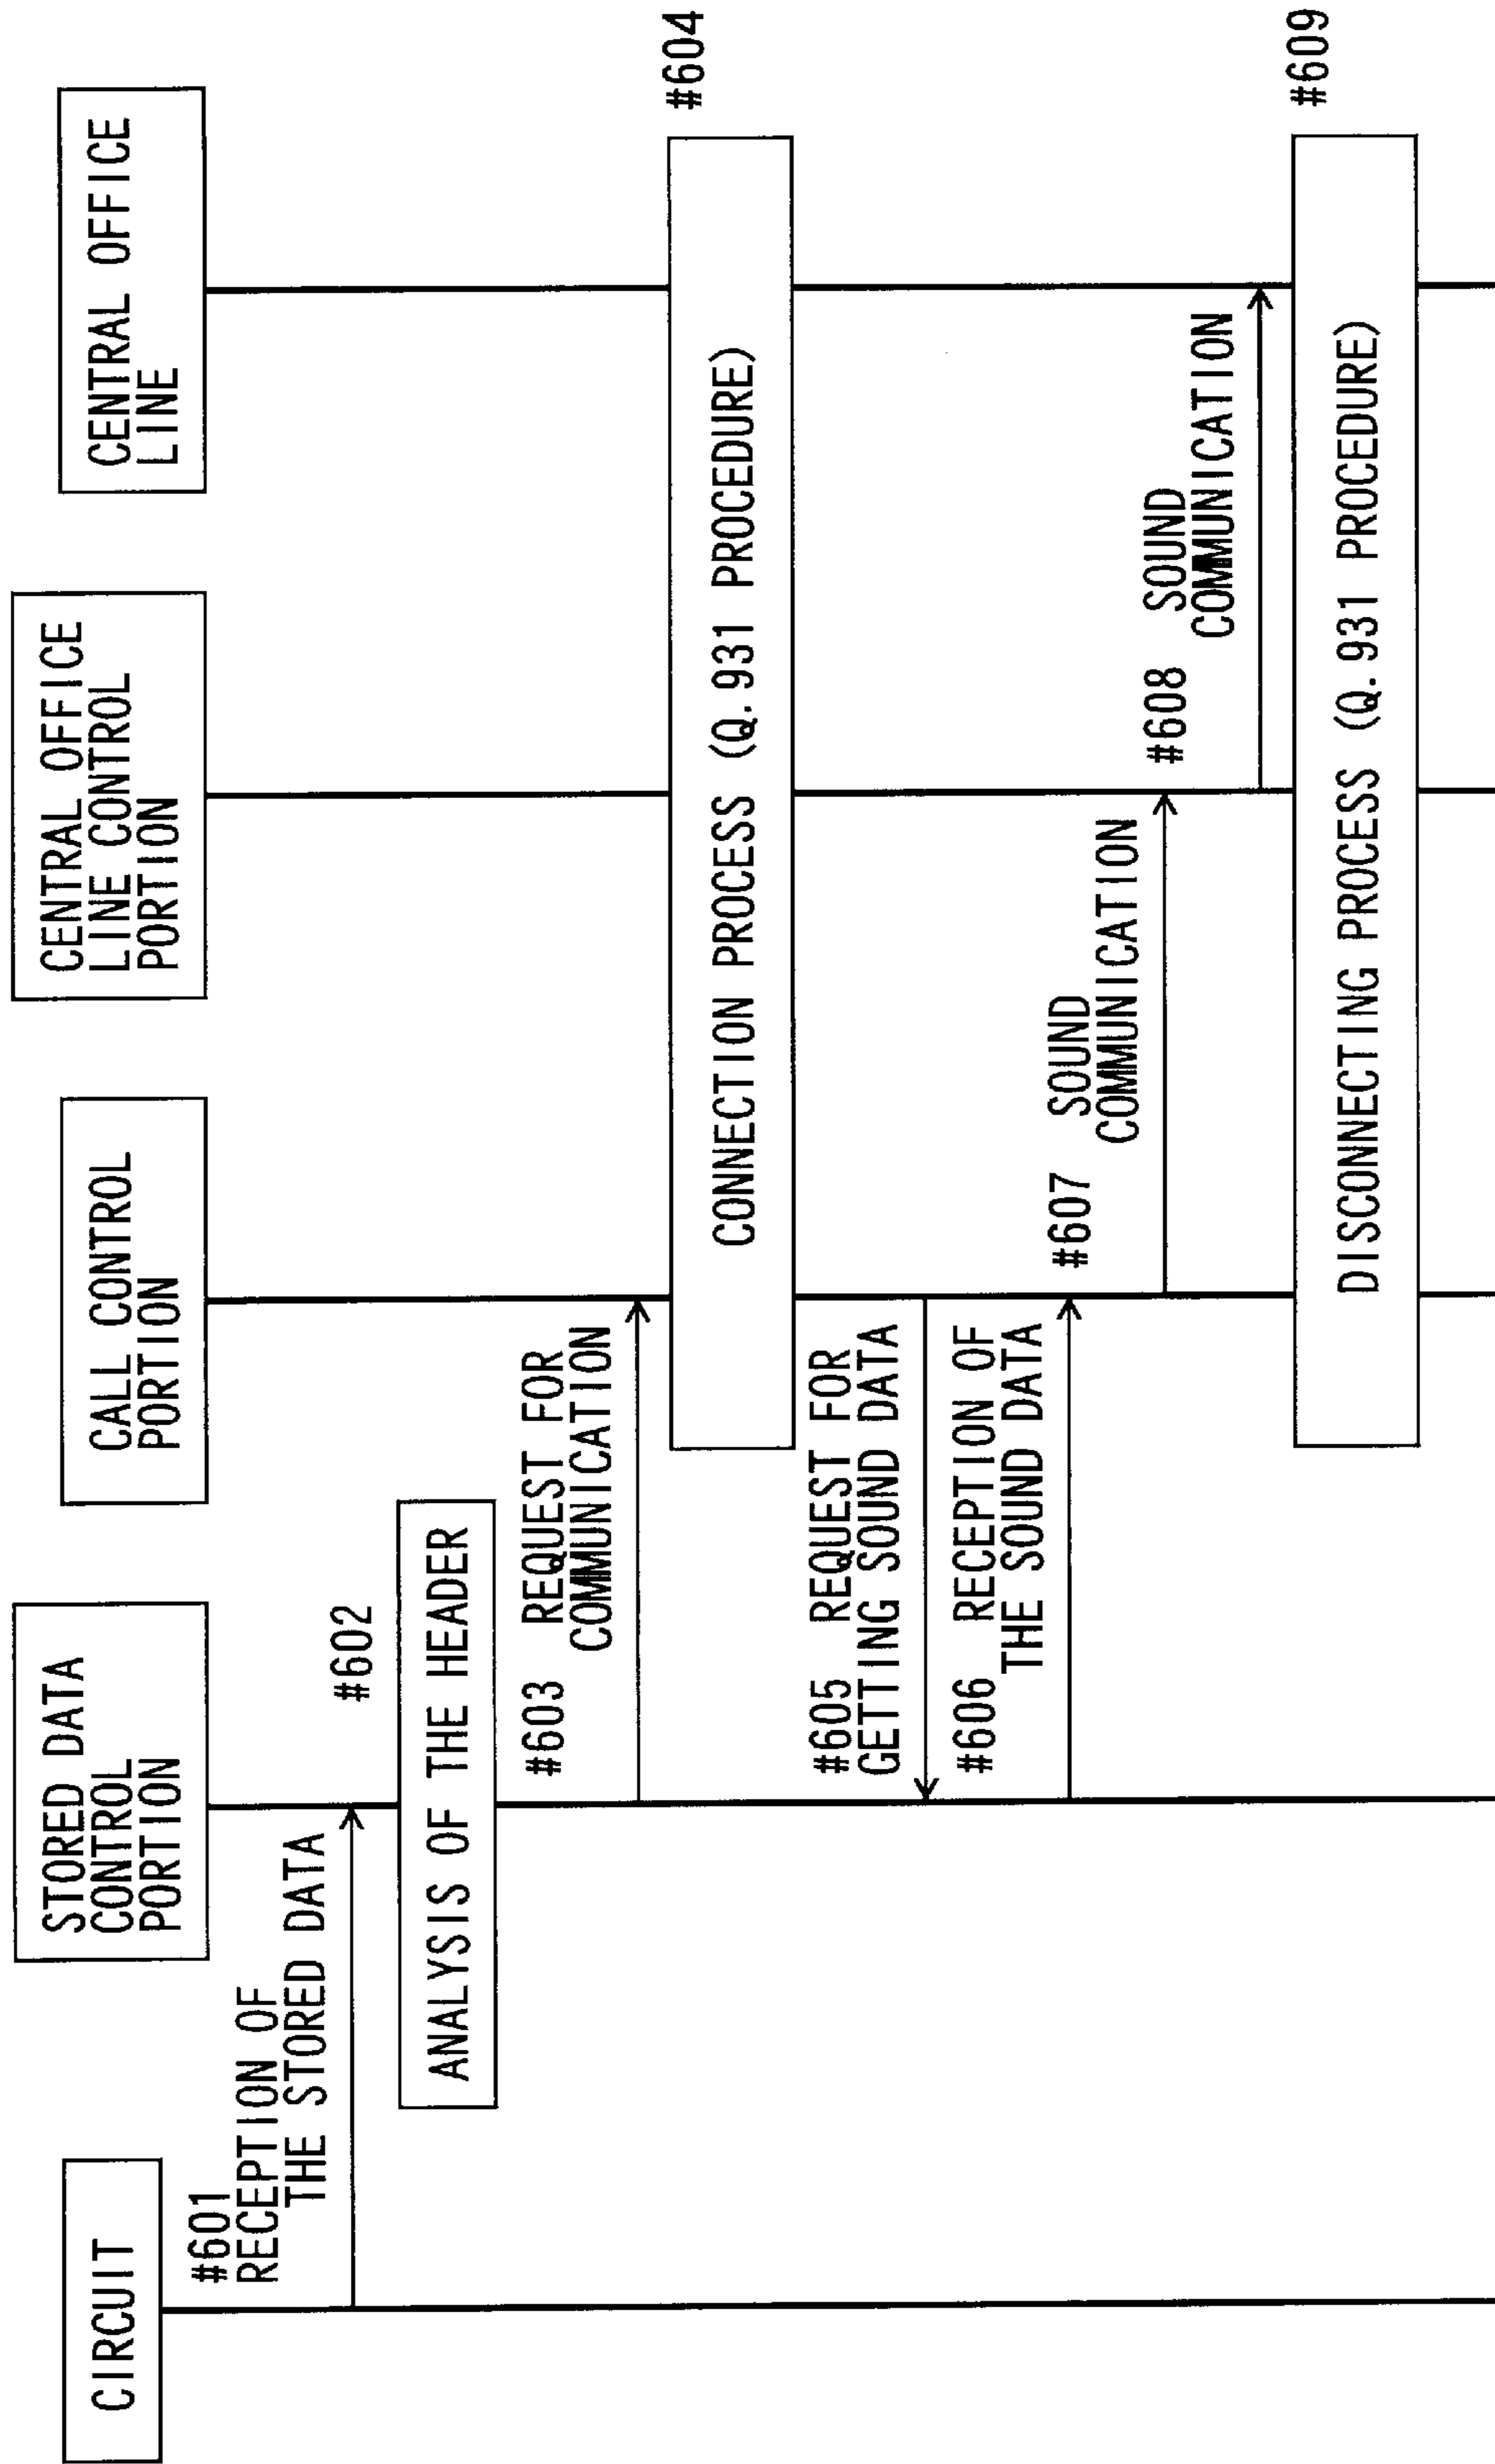 CIRCUIT
STORED DATA
CONTROL
PORTION
CALL CONTROL
PORTION
CENTRAL OFFICE
LINE CONTROL
PORTION
CENTRAL OFFICE
LINE
#601
RECEPTION OF
THE STORED DATA
#602
ANALYSIS OF THE HEADER
#603 REQUEST FOR
COMMUNICATION
#604
CONNECTION PROCESS (Q.931 PROCEDURE)
#605 REQUEST FOR
GETTING SOUND DATA
#606 RECEPTION OF
THE SOUND DATA
#607 SOUND
COMMUNICATION
#608 SOUND
COMMUNICATION
#609
DISCONNECTING PROCESS (Q.931 PROCEDURE)